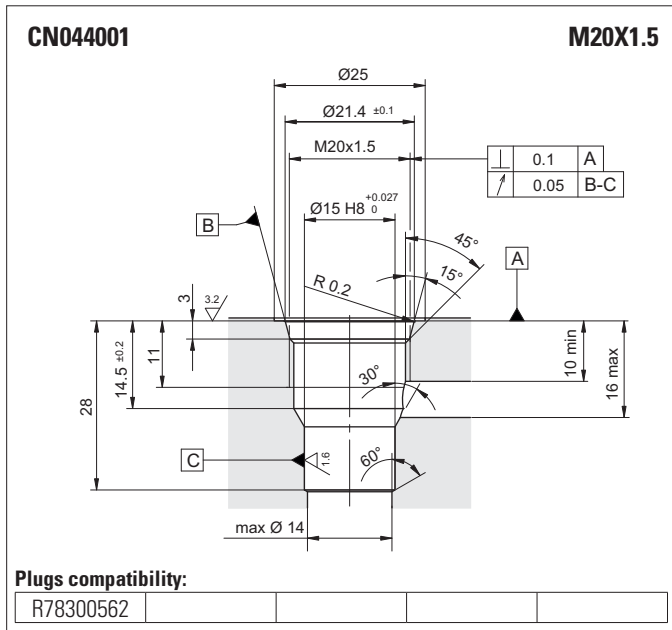 CN044001
M20X1.5
Ø25
Ø21.4 ±0.1
M20x1.5
⊥ 0.1 A
↗ 0.05 B-C
Ø15 H8 +0.027 0
B
45°
15°
R 0.2
A
3
3.2
28
14.5 ±0.2
11
10 min
16 max
30°
C
1.6
60°
max Ø 14
Plugs compatibility:
R78300562